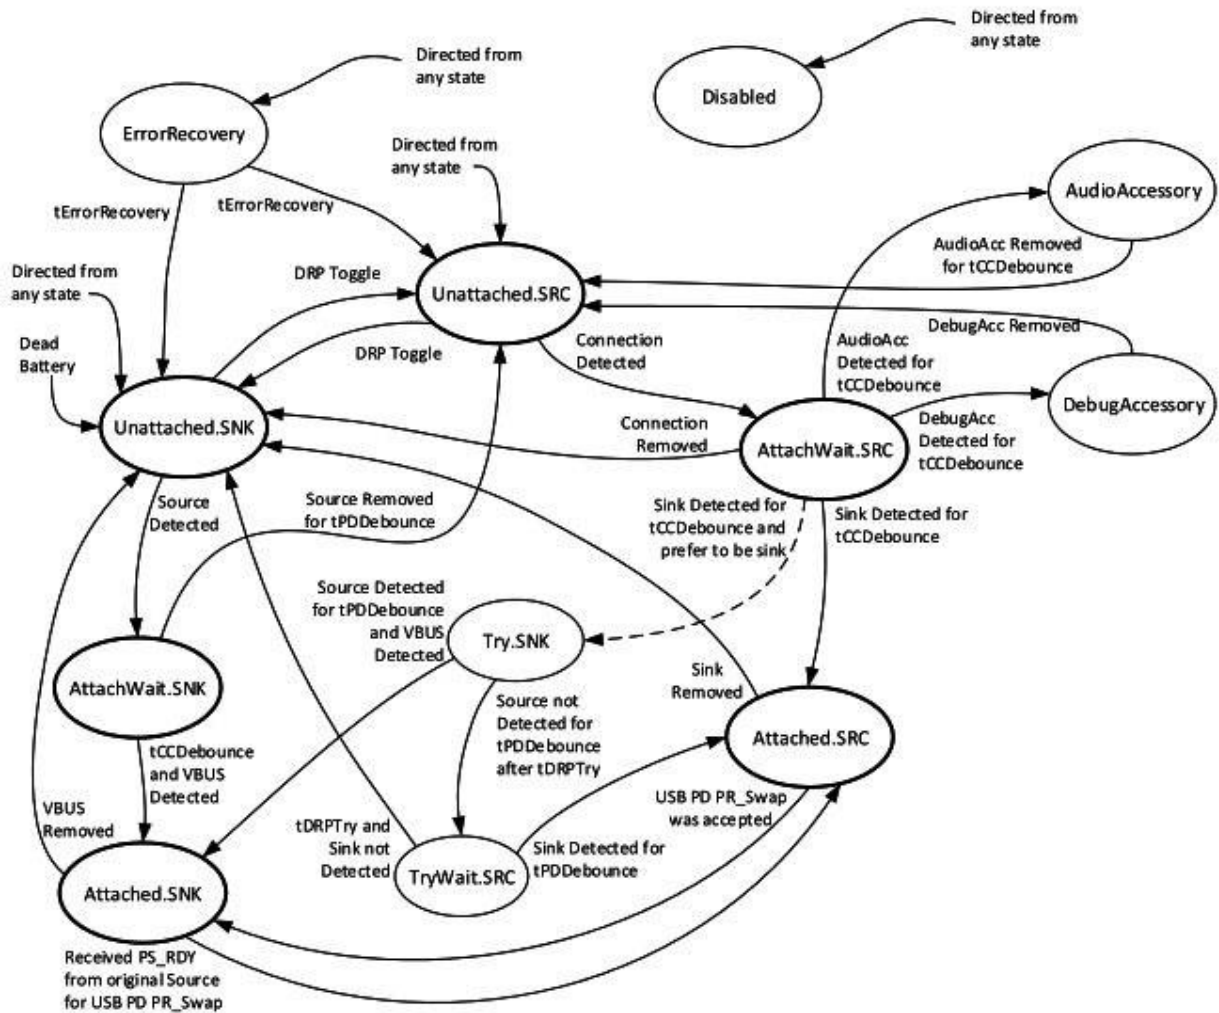 Directed from
any state
Directed from
any state
Disabled
ErrorRecovery
Directed from
any state
AudioAccessory
tErrorRecovery
tErrorRecovery
AudioAcc Removed
for tCCDebounce
Directed from
any state
DRP Toggle
Unattached.SRC
DebugAcc Removed
Dead
Battery
DRP Toggle
Connection
Detected
AudioAcc
Detected for
tCCDebounce
DebugAccessory
Unattached.SNK
Connection
Removed
AttachWait.SRC
DebugAcc
Detected for
tCCDebounce
Source
Detected
Source Removed
for tPDDebounce
Sink Detected for
tCCDebounce and
prefer to be sink
Sink Detected for
tCCDebounce
Source Detected
for tPDDebounce
and VBUS
Detected
Try.SNK
AttachWait.SNK
Sink
Removed
Source not
Detected for
tPDDebounce
after tDRPTry
Attached.SRC
tCCDebounce
and VBUS
Detected
VBUS
Removed
USB PD PR_Swap
was accepted
tDRPTry and
Sink not
Detected
TryWait.SRC
Sink Detected for
tPDDebounce
Attached.SNK
Received PS_RDY
from original Source
for USB PD PR_Swap